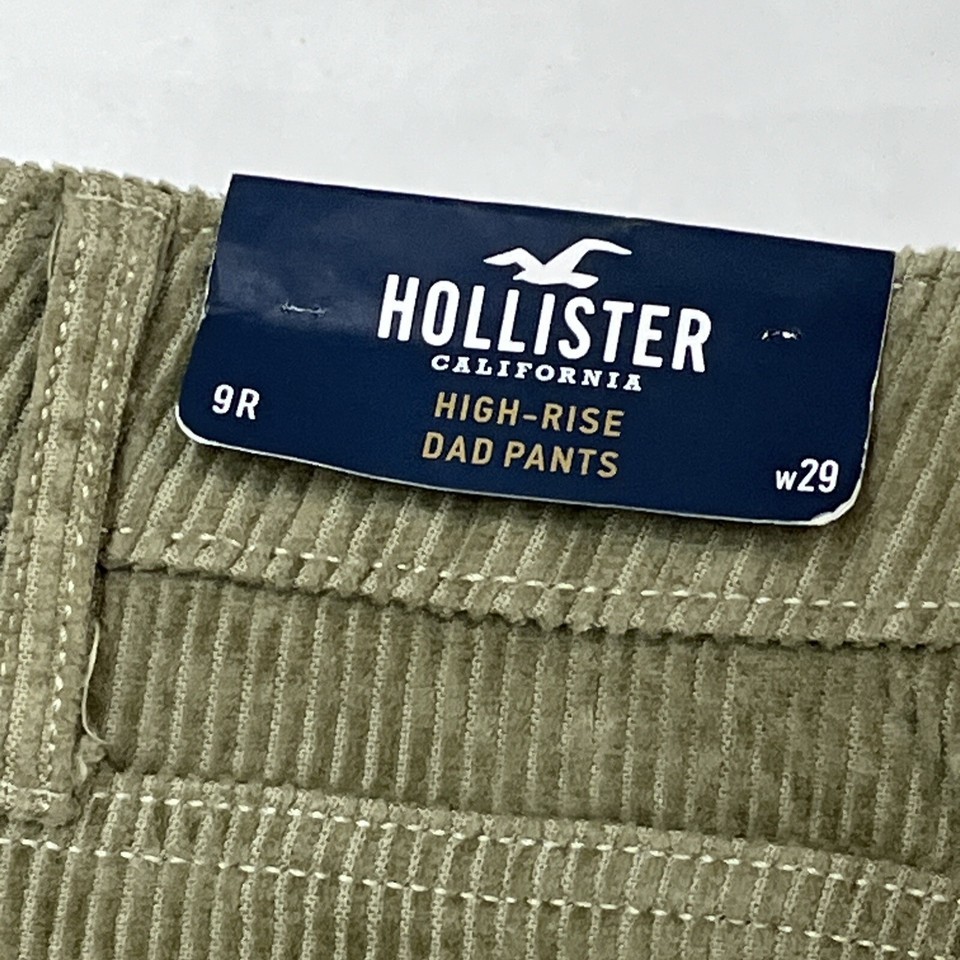 HOLLISTER
CALIFORNIA
9R
HIGH-RISE
DAD PANTS
w29